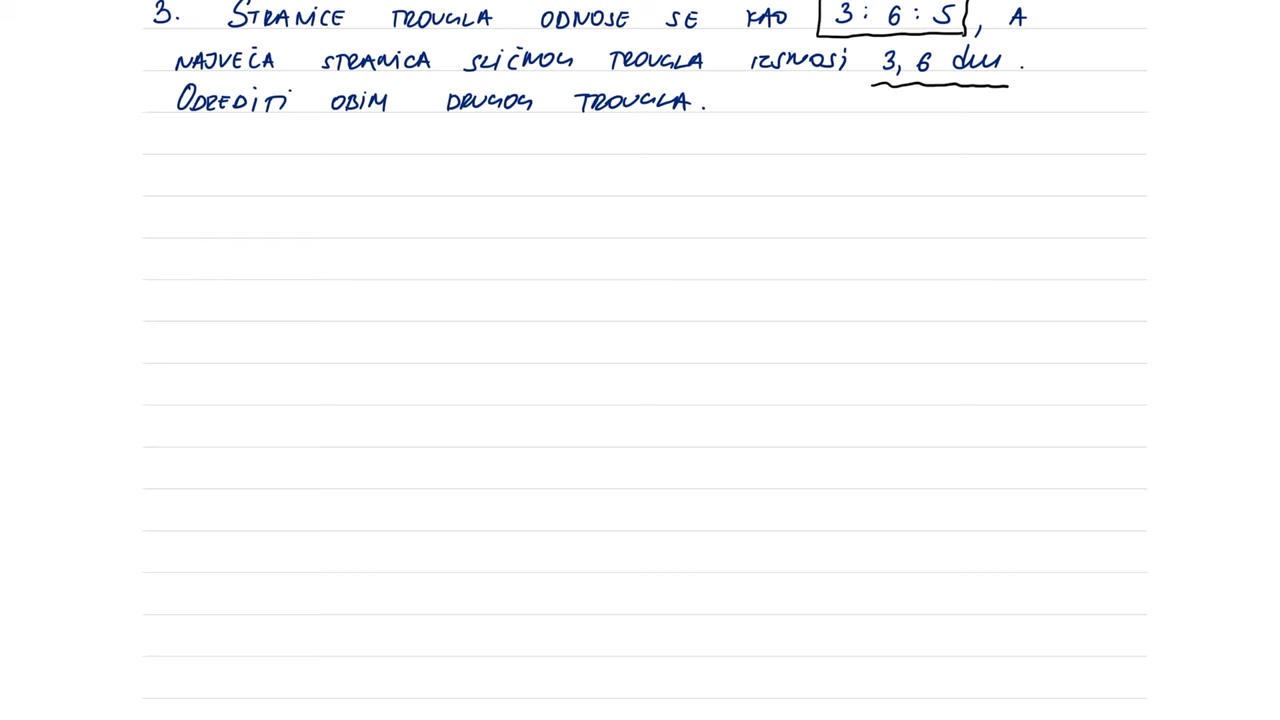 3. STRANICE TROUGLA ODNOSE SE KAO 3 : 6 : 5, A
NAJVEĆA STRANICA SLIČNOG TROUGLA IZNOSI 3,6 dm.
ODREDITI OBIM DRUGOG TROUGLA.